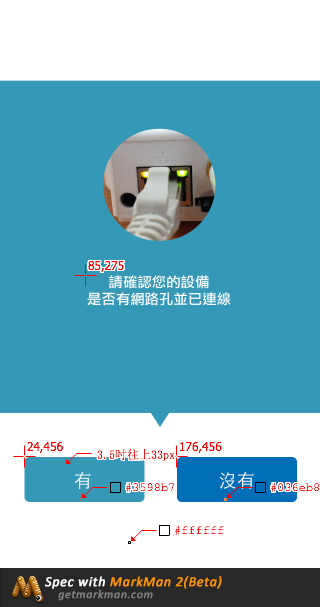 85,275
請確認您的設備
是否有網路孔並已連線
24,456
176,456
3.5吋往上33px
有
沒有
#3598b7
#036eb8
#ffffff
Spec with MarkMan 2(Beta)
getmarkman.com